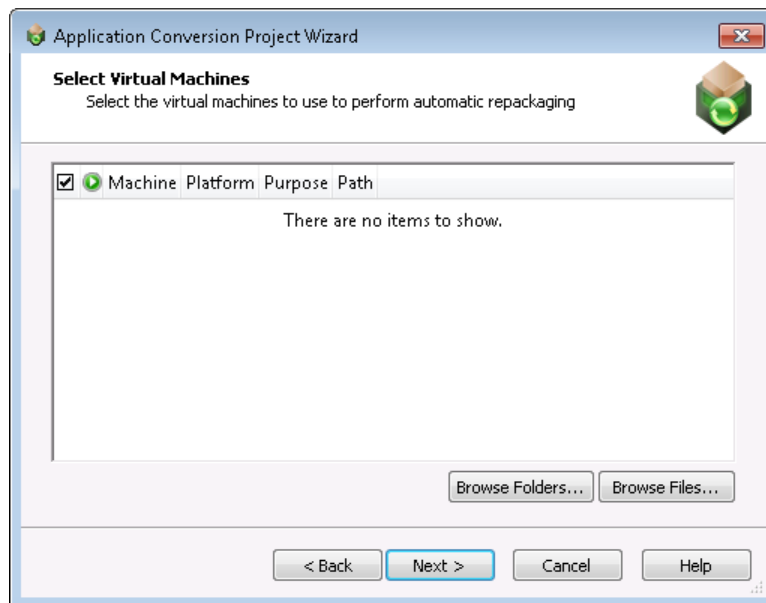 Application Conversion Project Wizard
Select Virtual Machines
Select the virtual machines to use to perform automatic repackaging
Machine Platform Purpose Path
There are no items to show.
Browse Folders... Browse Files...
< Back Next > Cancel Help